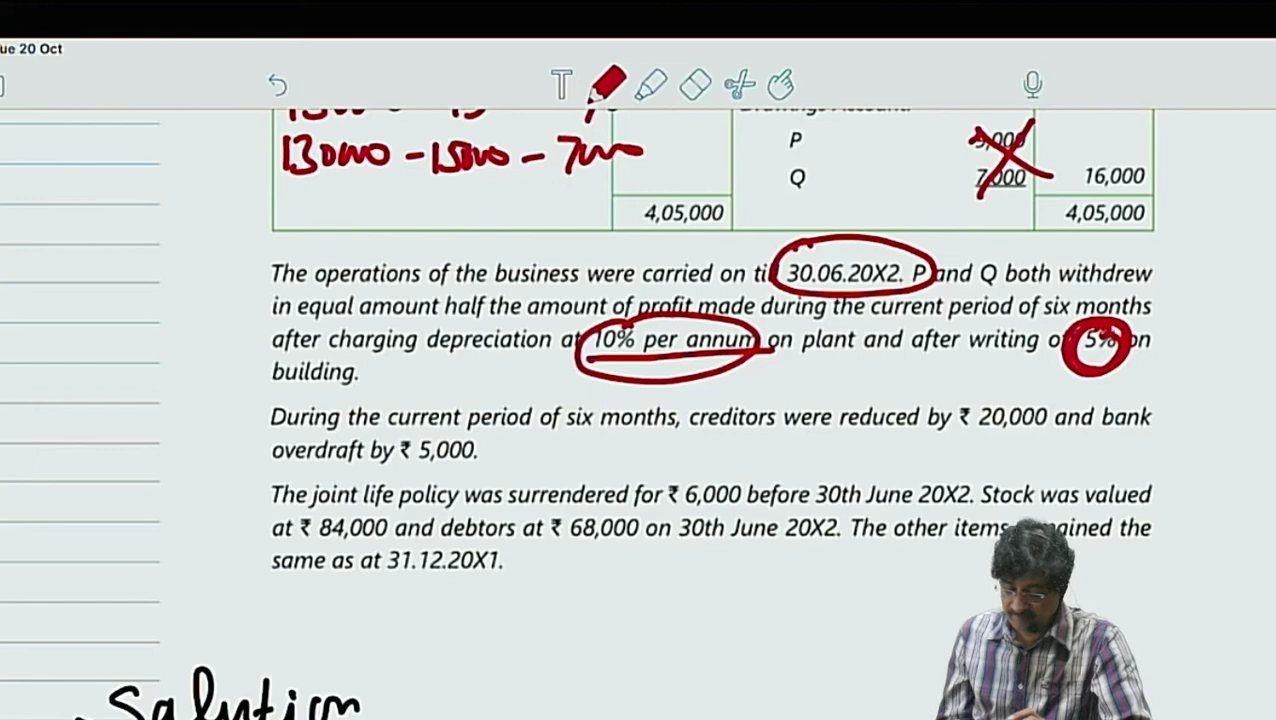 ue 20 Oct
T
13000 - 15000 - 7000
P 9,000
Q 7,000 16,000
4,05,000 4,05,000
The operations of the business were carried on til 30.06.20X2. P and Q both withdrew
in equal amount half the amount of profit made during the current period of six months
after charging depreciation at 10% per annum on plant and after writing o 5% on
building.
During the current period of six months, creditors were reduced by ₹ 20,000 and bank
overdraft by ₹ 5,000.
The joint life policy was surrendered for ₹ 6,000 before 30th June 20X2. Stock was valued
at ₹ 84,000 and debtors at ₹ 68,000 on 30th June 20X2. The other items remained the
same as at 31.12.20X1.
Solution